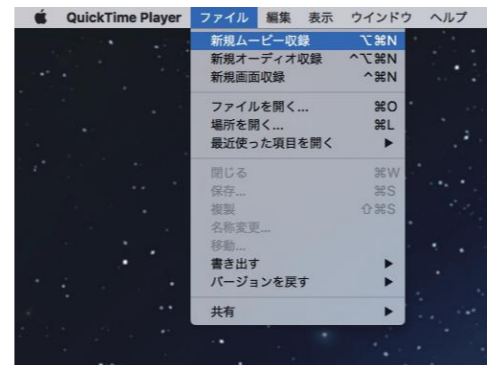 QuickTime Player ファイル 編集 表示 ウインドウ ヘルプ
新規ムービー収録 ⌥⌘N
新規オーディオ収録 ^⌥⌘N
新規画面収録 ^⌘N
ファイルを開く... ⌘O
場所を開く... ⌘L
最近使った項目を開く ▶
閉じる ⌘W
保存... ⌘S
複製 ⇧⌘S
名称変更...
移動...
書き出す ▶
バージョンを戻す ▶
共有 ▶